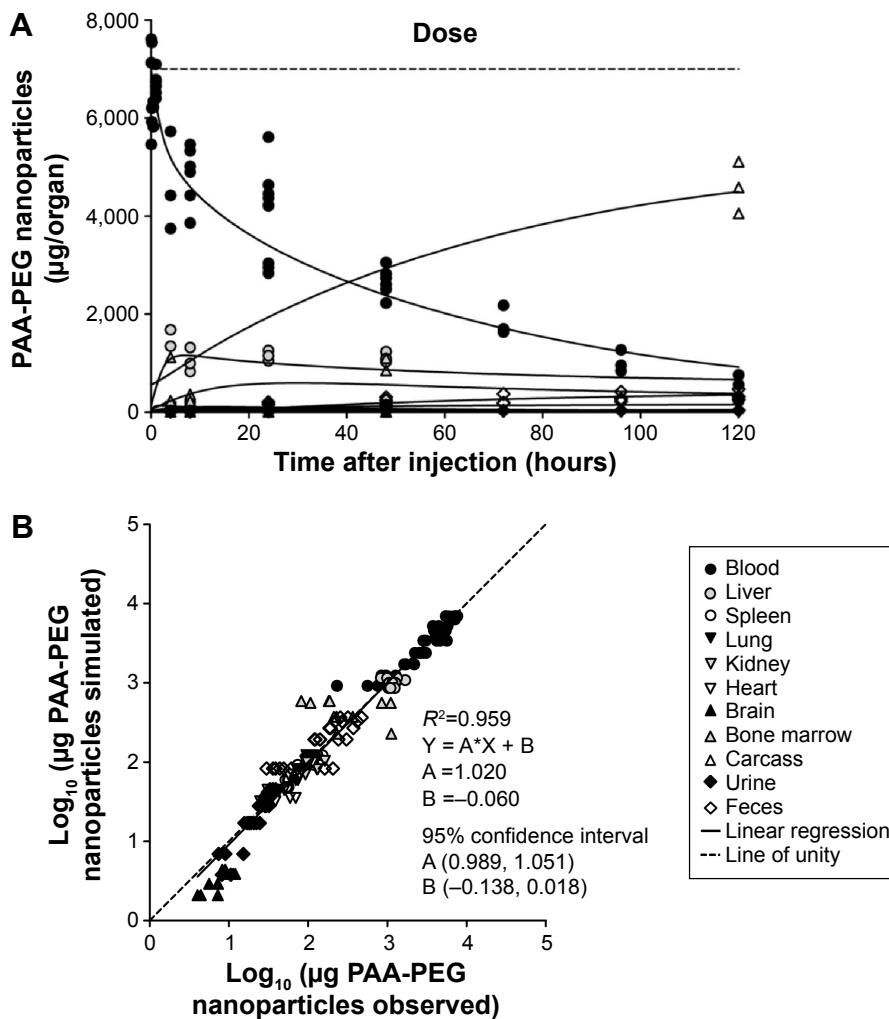 A
Dose
PAA-PEG nanoparticles
(µg/organ)
8,000
6,000
4,000
2,000
0
0
20
40
60
80
100
120
Time after injection (hours)
B
Log₁₀ (µg PAA-PEG
nanoparticles simulated)
5
4
3
2
1
0
0
1
2
3
4
5
R²=0.959
Y = A*X + B
A =1.020
B =–0.060
95% confidence interval
A (0.989, 1.051)
B (–0.138, 0.018)
Log₁₀ (µg PAA-PEG
nanoparticles observed)
Blood
Liver
Spleen
Lung
Kidney
Heart
Brain
Bone marrow
Carcass
Urine
Feces
Linear regression
Line of unity